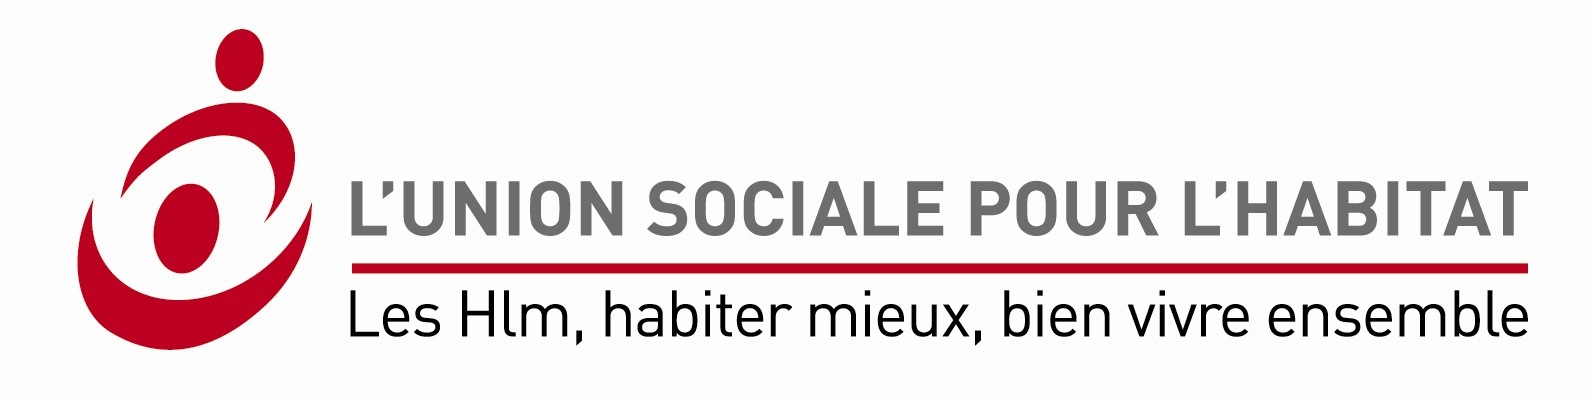 L’UNION SOCIALE POUR L’HABITAT
Les Hlm, habiter mieux, bien vivre ensemble